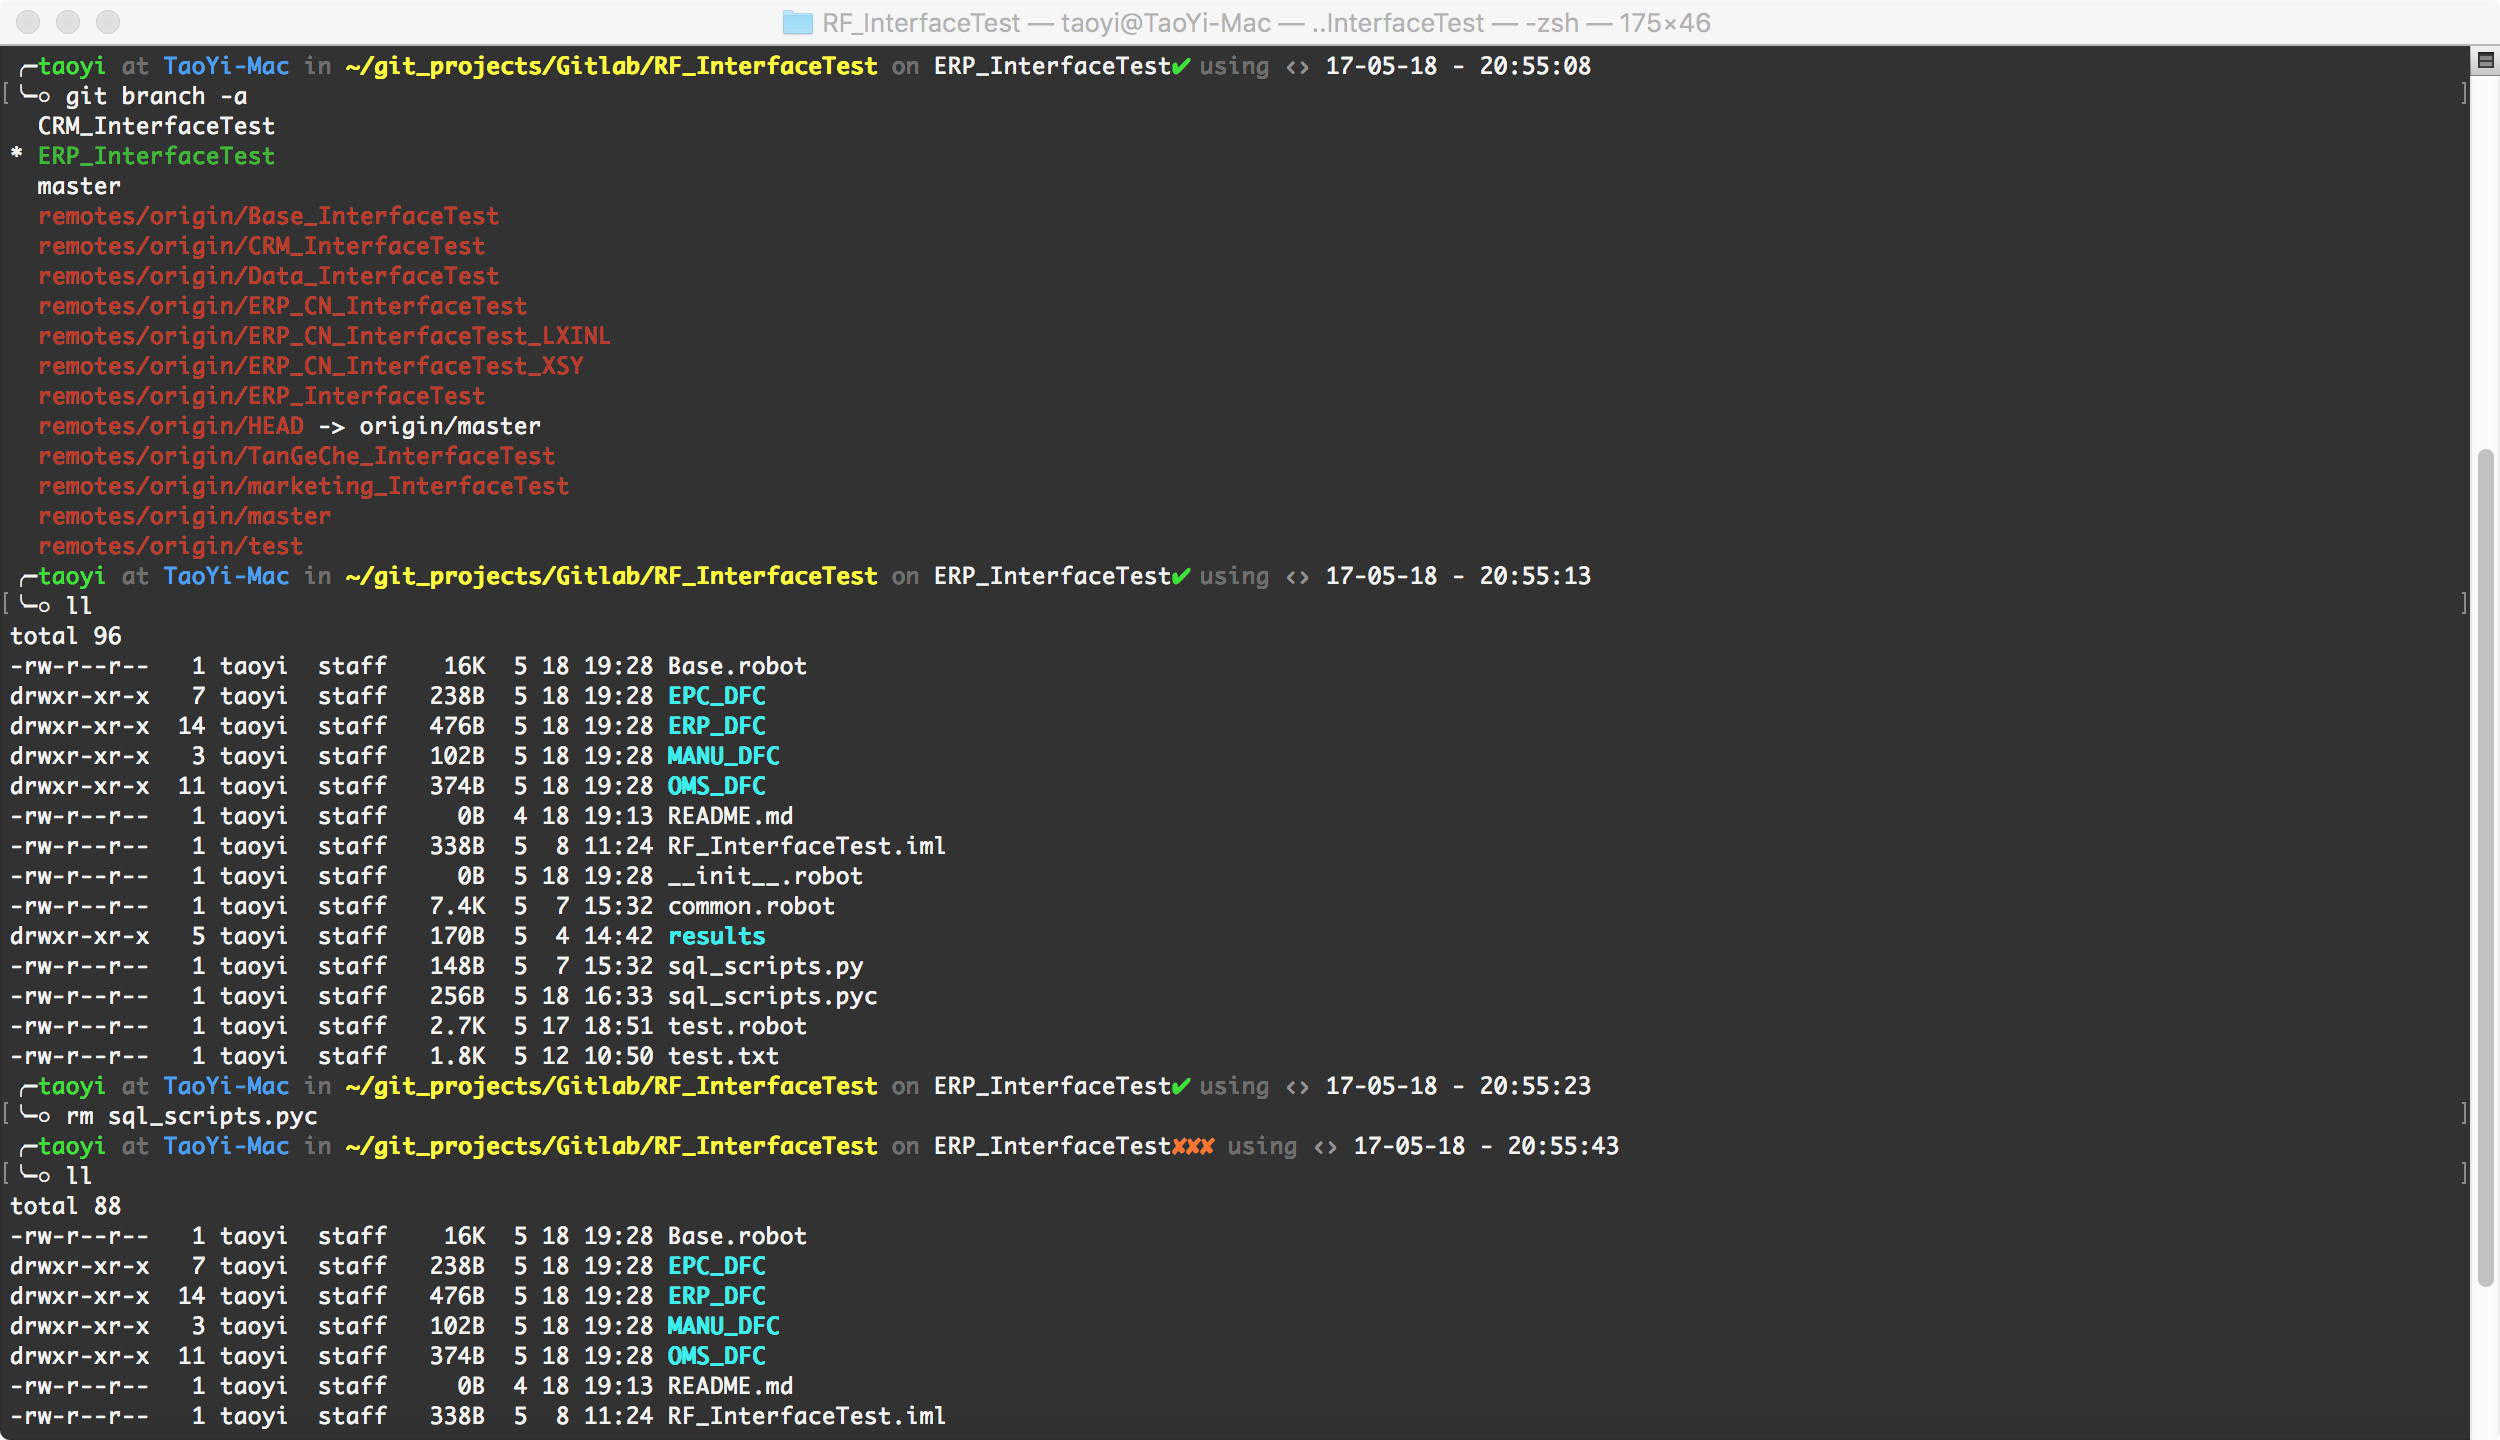 RF_InterfaceTest — taoyi@TaoYi-Mac — ..InterfaceTest — -zsh — 175×46
╭─taoyi at TaoYi-Mac in ~/git_projects/Gitlab/RF_InterfaceTest on ERP_InterfaceTest✔ using ‹› 17-05-18 - 20:55:08
[╰─○ git branch -a ]
CRM_InterfaceTest
* ERP_InterfaceTest
master
remotes/origin/Base_InterfaceTest
remotes/origin/CRM_InterfaceTest
remotes/origin/Data_InterfaceTest
remotes/origin/ERP_CN_InterfaceTest
remotes/origin/ERP_CN_InterfaceTest_LXINL
remotes/origin/ERP_CN_InterfaceTest_XSY
remotes/origin/ERP_InterfaceTest
remotes/origin/HEAD -> origin/master
remotes/origin/TanGeChe_InterfaceTest
remotes/origin/marketing_InterfaceTest
remotes/origin/master
remotes/origin/test
╭─taoyi at TaoYi-Mac in ~/git_projects/Gitlab/RF_InterfaceTest on ERP_InterfaceTest✔ using ‹› 17-05-18 - 20:55:13
[╰─○ ll ]
total 96
-rw-r--r-- 1 taoyi staff 16K 5 18 19:28 Base.robot
drwxr-xr-x 7 taoyi staff 238B 5 18 19:28 EPC_DFC
drwxr-xr-x 14 taoyi staff 476B 5 18 19:28 ERP_DFC
drwxr-xr-x 3 taoyi staff 102B 5 18 19:28 MANU_DFC
drwxr-xr-x 11 taoyi staff 374B 5 18 19:28 OMS_DFC
-rw-r--r-- 1 taoyi staff 0B 4 18 19:13 README.md
-rw-r--r-- 1 taoyi staff 338B 5 8 11:24 RF_InterfaceTest.iml
-rw-r--r-- 1 taoyi staff 0B 5 18 19:28 __init__.robot
-rw-r--r-- 1 taoyi staff 7.4K 5 7 15:32 common.robot
drwxr-xr-x 5 taoyi staff 170B 5 4 14:42 results
-rw-r--r-- 1 taoyi staff 148B 5 7 15:32 sql_scripts.py
-rw-r--r-- 1 taoyi staff 256B 5 18 16:33 sql_scripts.pyc
-rw-r--r-- 1 taoyi staff 2.7K 5 17 18:51 test.robot
-rw-r--r-- 1 taoyi staff 1.8K 5 12 10:50 test.txt
╭─taoyi at TaoYi-Mac in ~/git_projects/Gitlab/RF_InterfaceTest on ERP_InterfaceTest✔ using ‹› 17-05-18 - 20:55:23
[╰─○ rm sql_scripts.pyc ]
╭─taoyi at TaoYi-Mac in ~/git_projects/Gitlab/RF_InterfaceTest on ERP_InterfaceTest✘✘✘ using ‹› 17-05-18 - 20:55:43
[╰─○ ll ]
total 88
-rw-r--r-- 1 taoyi staff 16K 5 18 19:28 Base.robot
drwxr-xr-x 7 taoyi staff 238B 5 18 19:28 EPC_DFC
drwxr-xr-x 14 taoyi staff 476B 5 18 19:28 ERP_DFC
drwxr-xr-x 3 taoyi staff 102B 5 18 19:28 MANU_DFC
drwxr-xr-x 11 taoyi staff 374B 5 18 19:28 OMS_DFC
-rw-r--r-- 1 taoyi staff 0B 4 18 19:13 README.md
-rw-r--r-- 1 taoyi staff 338B 5 8 11:24 RF_InterfaceTest.iml